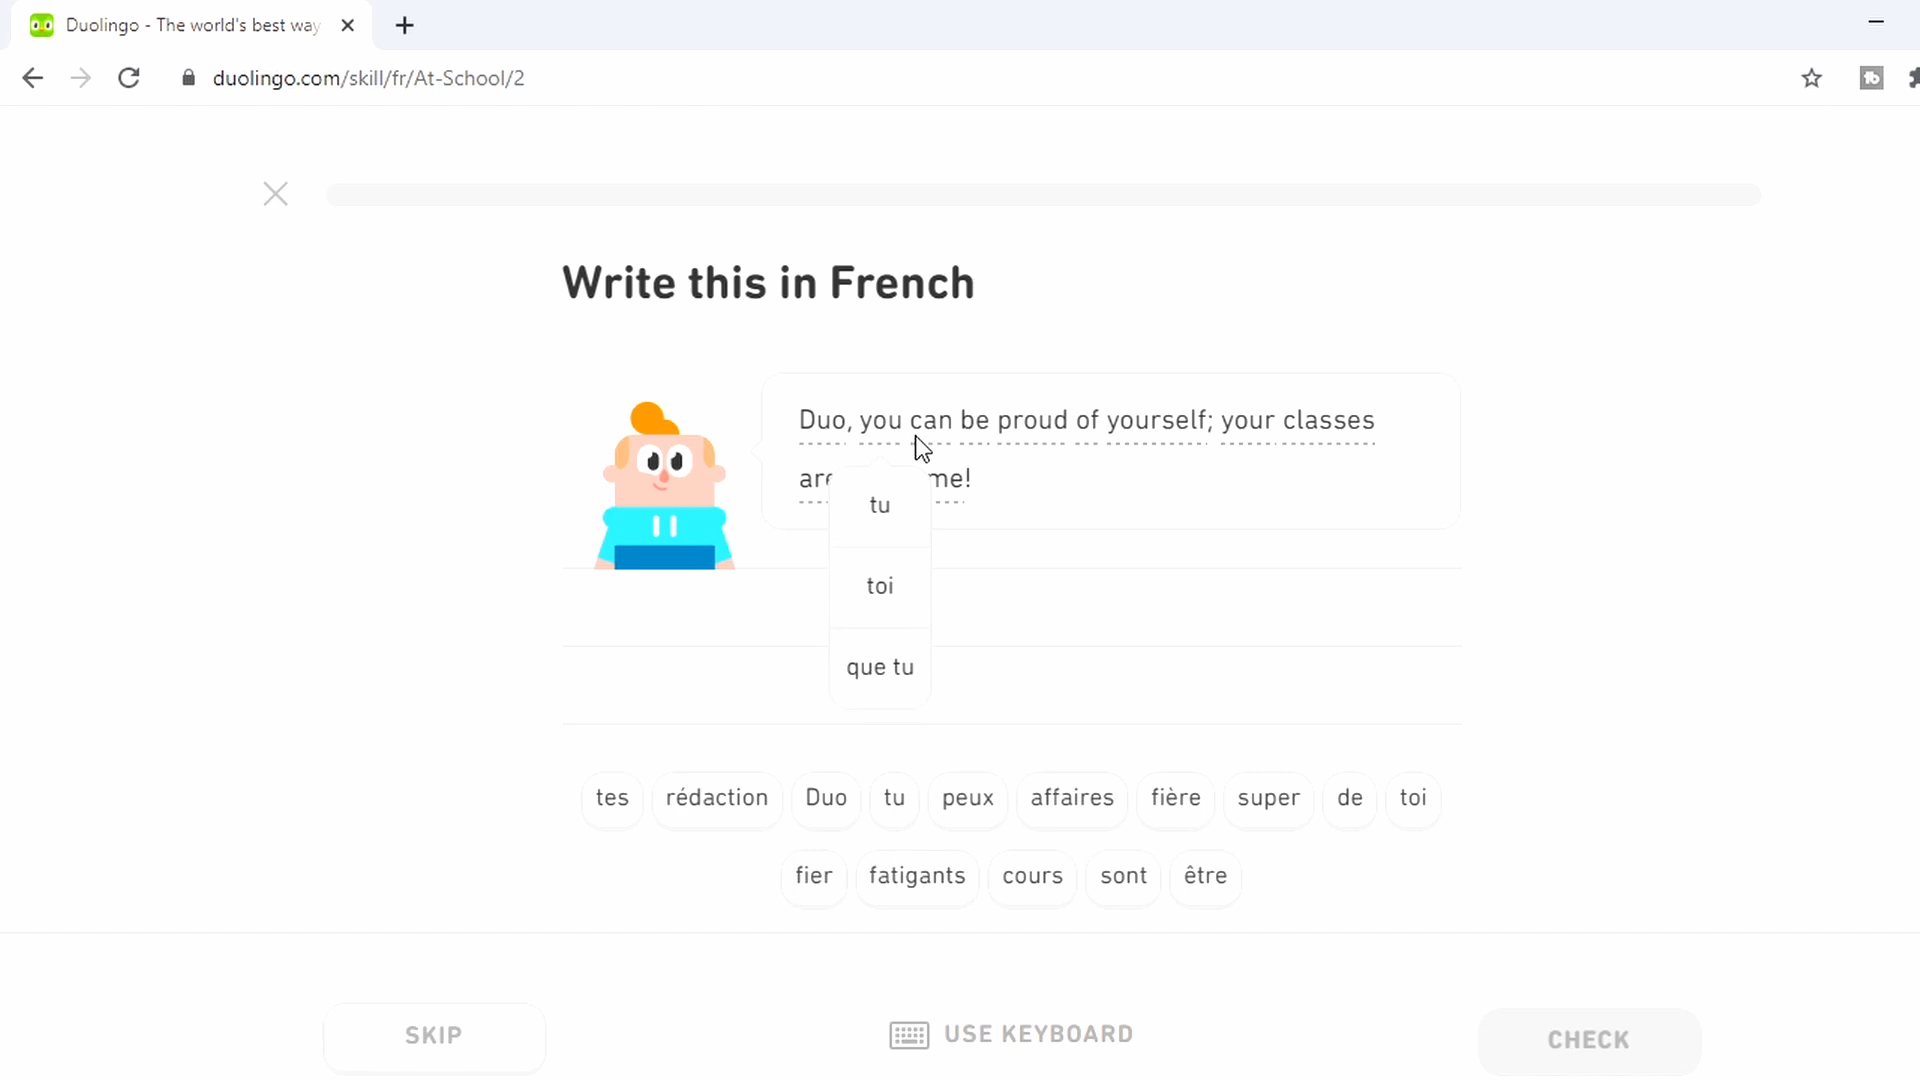 Duolingo - The world's best way
duolingo.com/skill/fr/At-School/2
Write this in French
Duo, you can be proud of yourself; your classes
are me!
tu
toi
que tu
tes rédaction Duo tu peux affaires fière super de toi
fier fatigants cours sont être
SKIP USE KEYBOARD CHECK